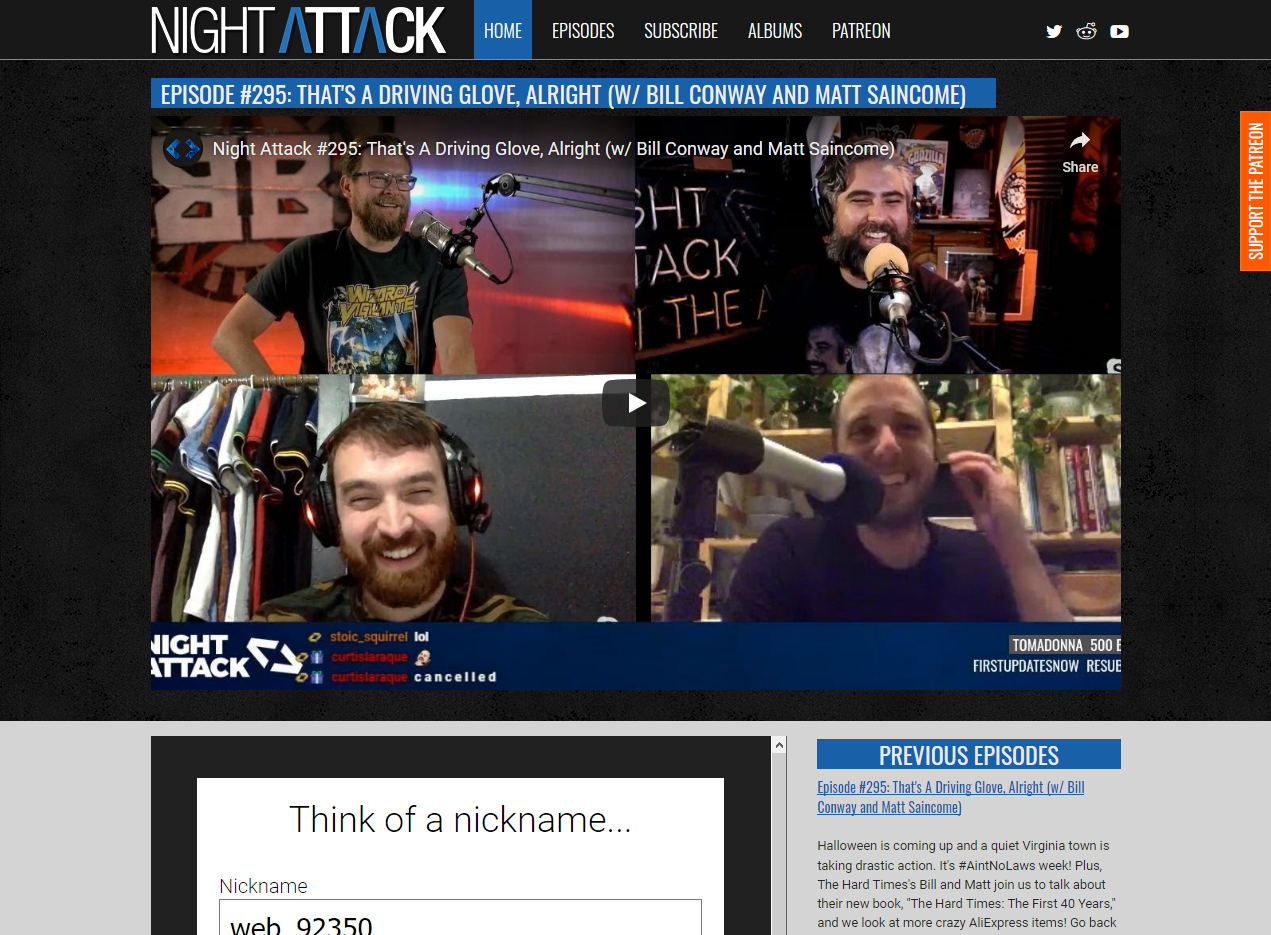 NIGHT ATTACK
HOME EPISODES SUBSCRIBE ALBUMS PATREON
EPISODE #295: THAT'S A DRIVING GLOVE, ALRIGHT (W/ BILL CONWAY AND MATT SAINCOME)
SUPPORT THE PATREON
Night Attack #295: That's A Driving Glove, Alright (w/ Bill Conway and Matt Saincome)
Share
BB
GODZILLA
WIZARD
VIGILANTE
NIGHT
ATTACK
stoic_squirrel lol
curtislaraque
curtislaraque cancelled
TOMADONNA 500
FIRSTUPDATESNOW
PREVIOUS EPISODES
Episode #295: That's A Driving Glove, Alright (w/ Bill
Conway and Matt Saincome)
Halloween is coming up and a quiet Virginia town is
taking drastic action. It's #AintNoLaws week! Plus,
The Hard Times's Bill and Matt join us to talk about
their new book, "The Hard Times: The First 40 Years,"
and we look at more crazy AliExpress items! Go back
Think of a nickname...
Nickname
web_92350